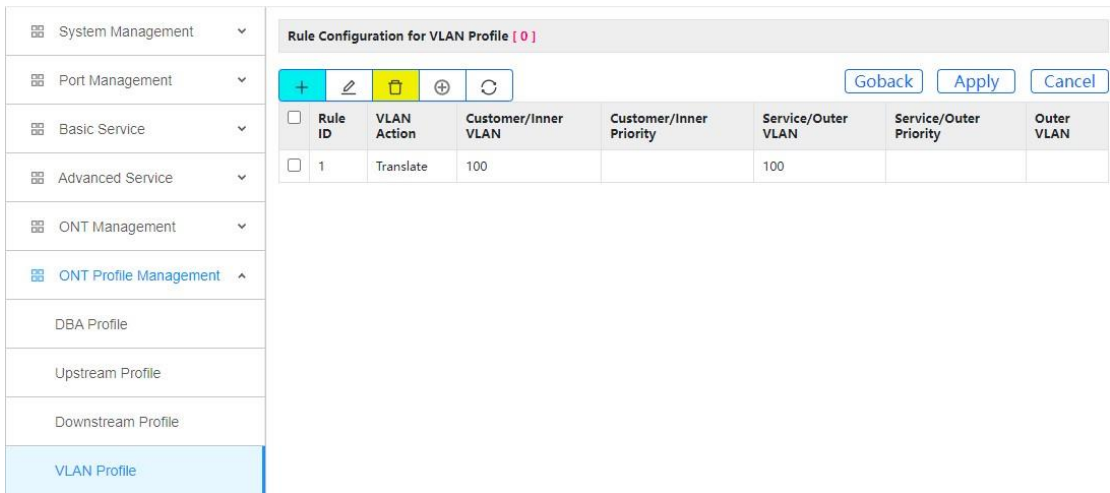 System Management
Port Management
Basic Service
Advanced Service
ONT Management
ONT Profile Management
DBA Profile
Upstream Profile
Downstream Profile
VLAN Profile
Rule Configuration for VLAN Profile [ 0 ]
Goback Apply Cancel
Rule ID VLAN Action Customer/Inner VLAN Customer/Inner Priority Service/Outer VLAN Service/Outer Priority Outer VLAN
1 Translate 100 100